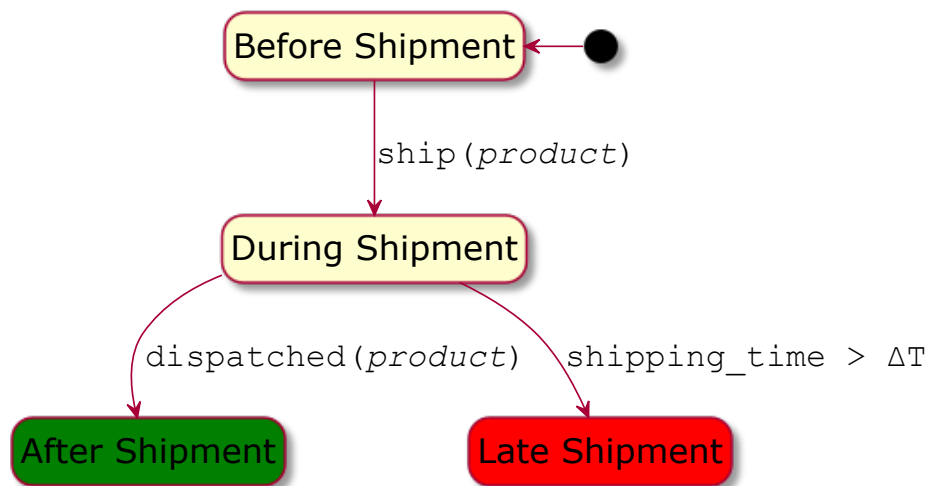 Before Shipment
ship(product)
During Shipment
dispatched(product)
shipping_time > ΔT
After Shipment
Late Shipment